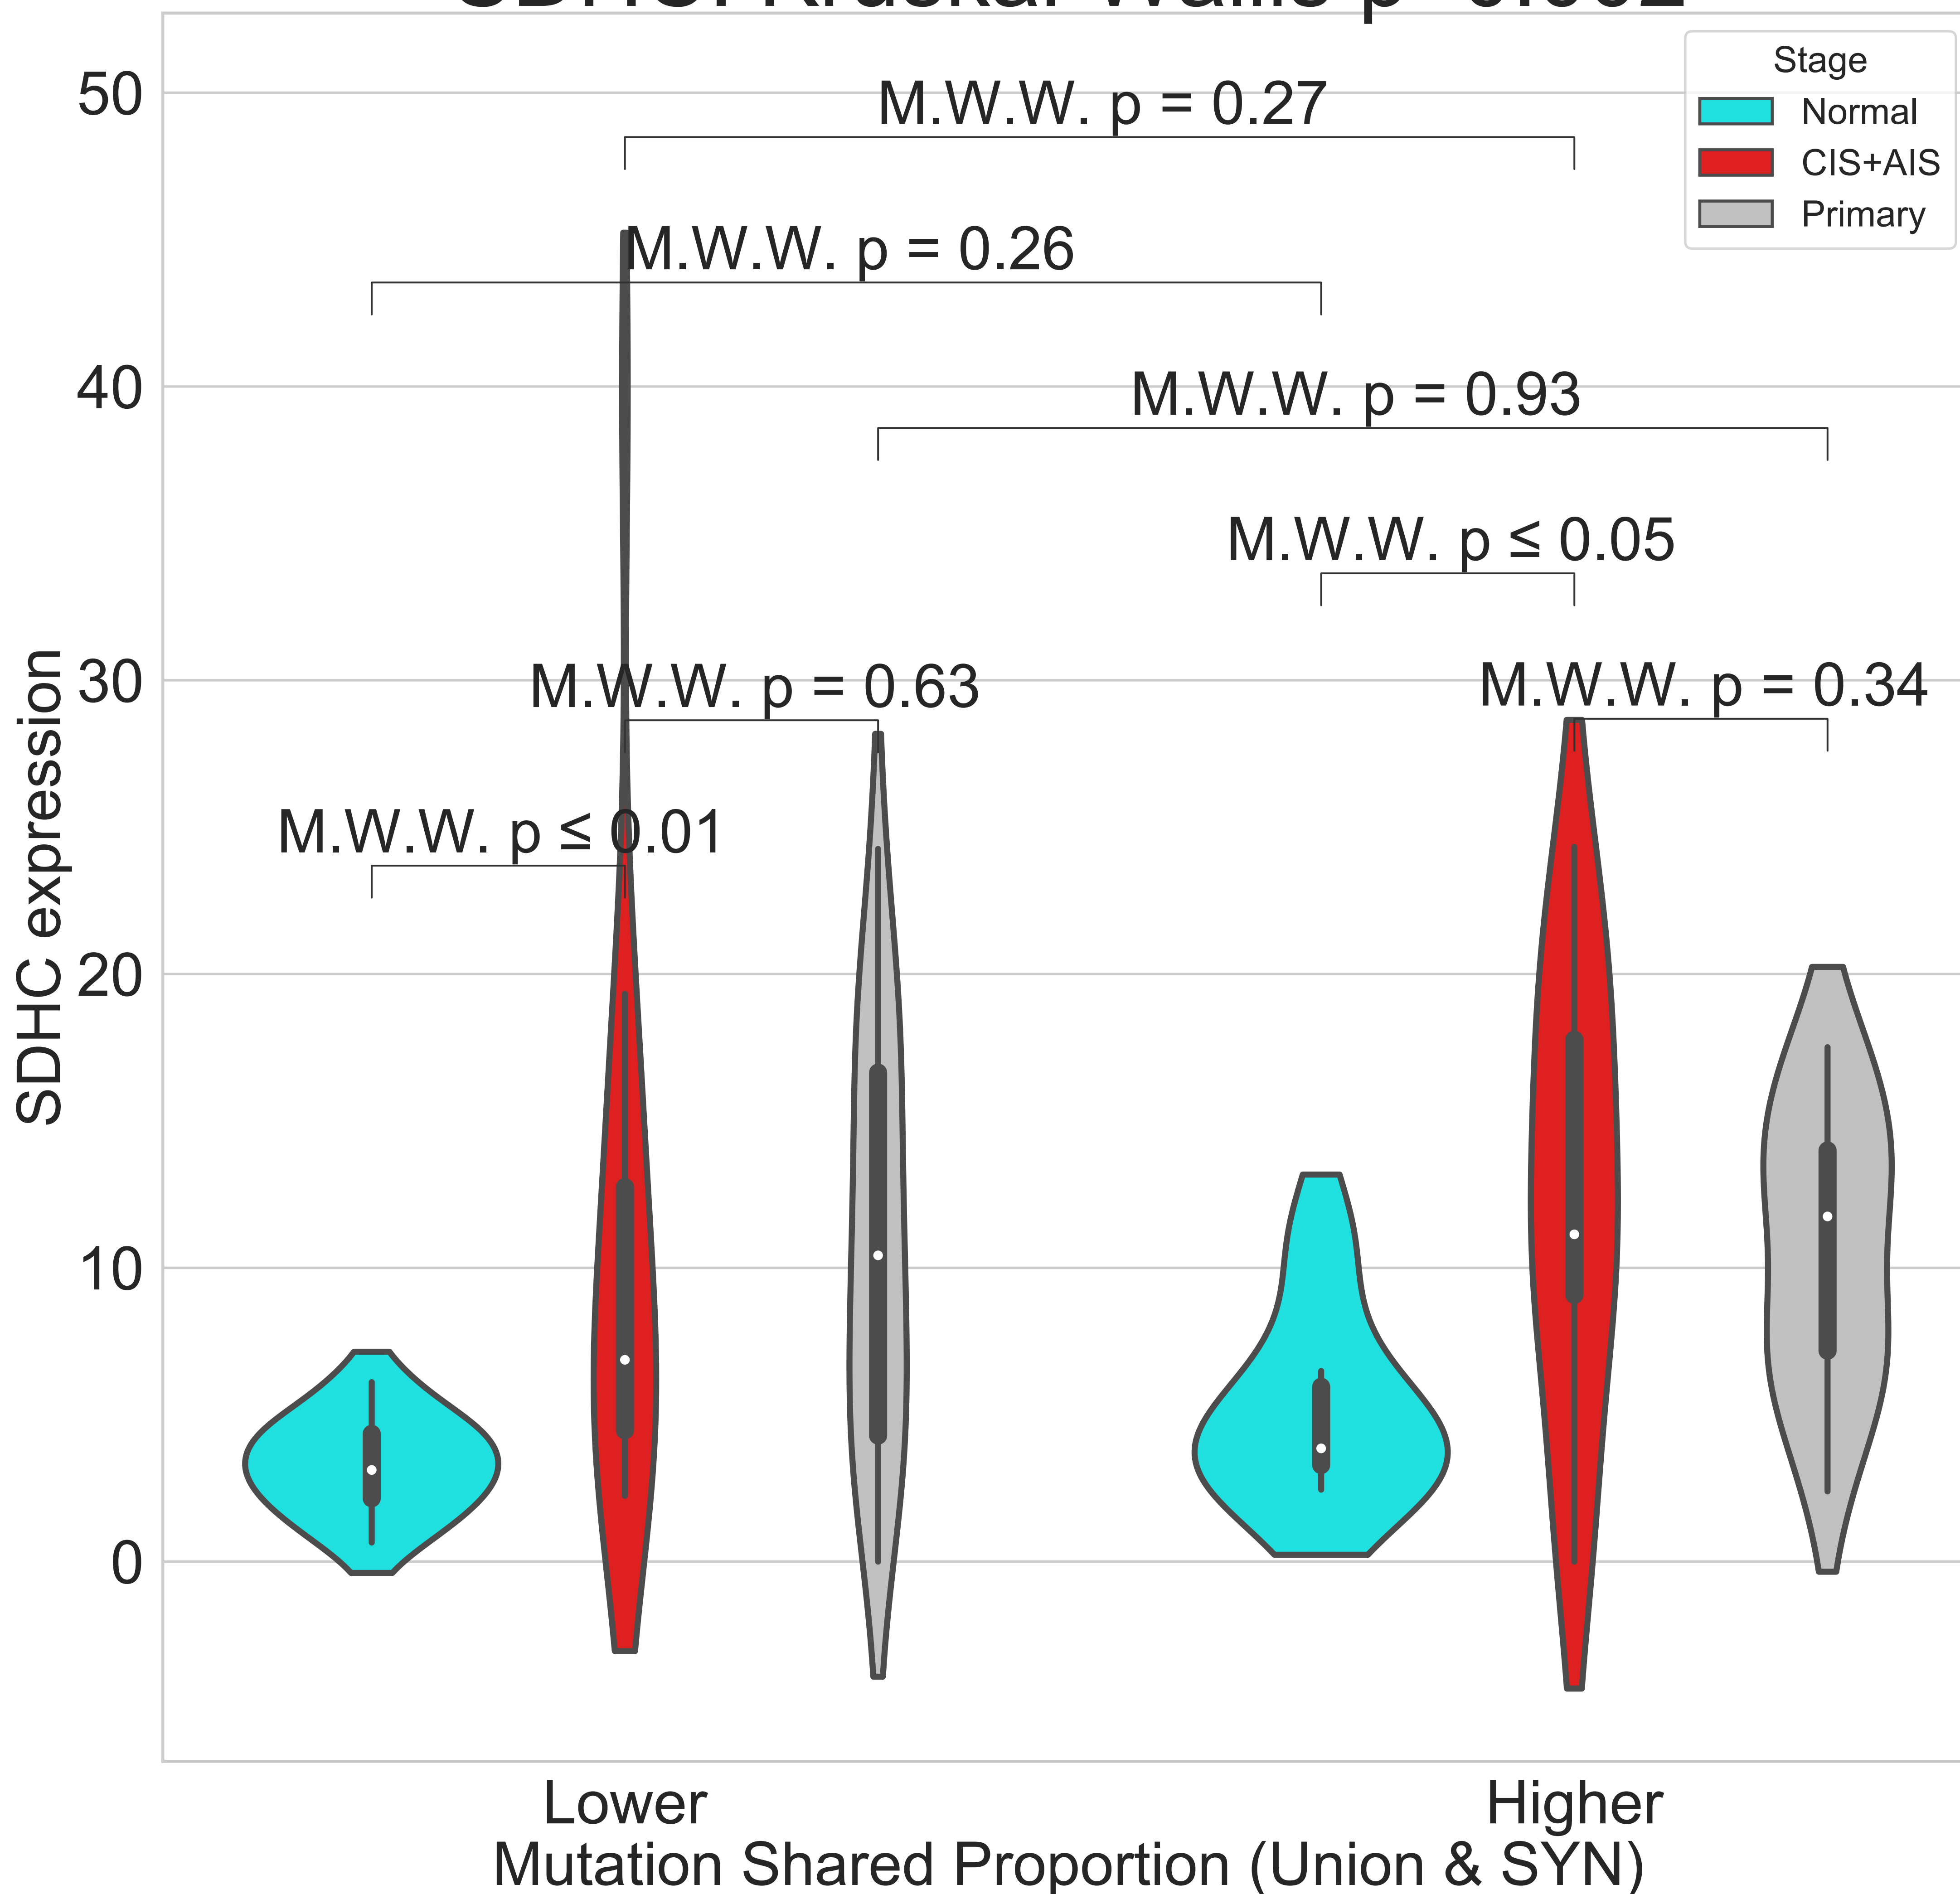 Stage
Normal
CIS+AIS
Primary
50
40
30
20
10
0
SDHC expression
M.W.W. p = 0.27
M.W.W. p = 0.26
M.W.W. p = 0.93
M.W.W. p ≤ 0.05
M.W.W. p = 0.63
M.W.W. p = 0.34
M.W.W. p ≤ 0.01
Lower
Higher
Mutation Shared Proportion (Union & SYN)